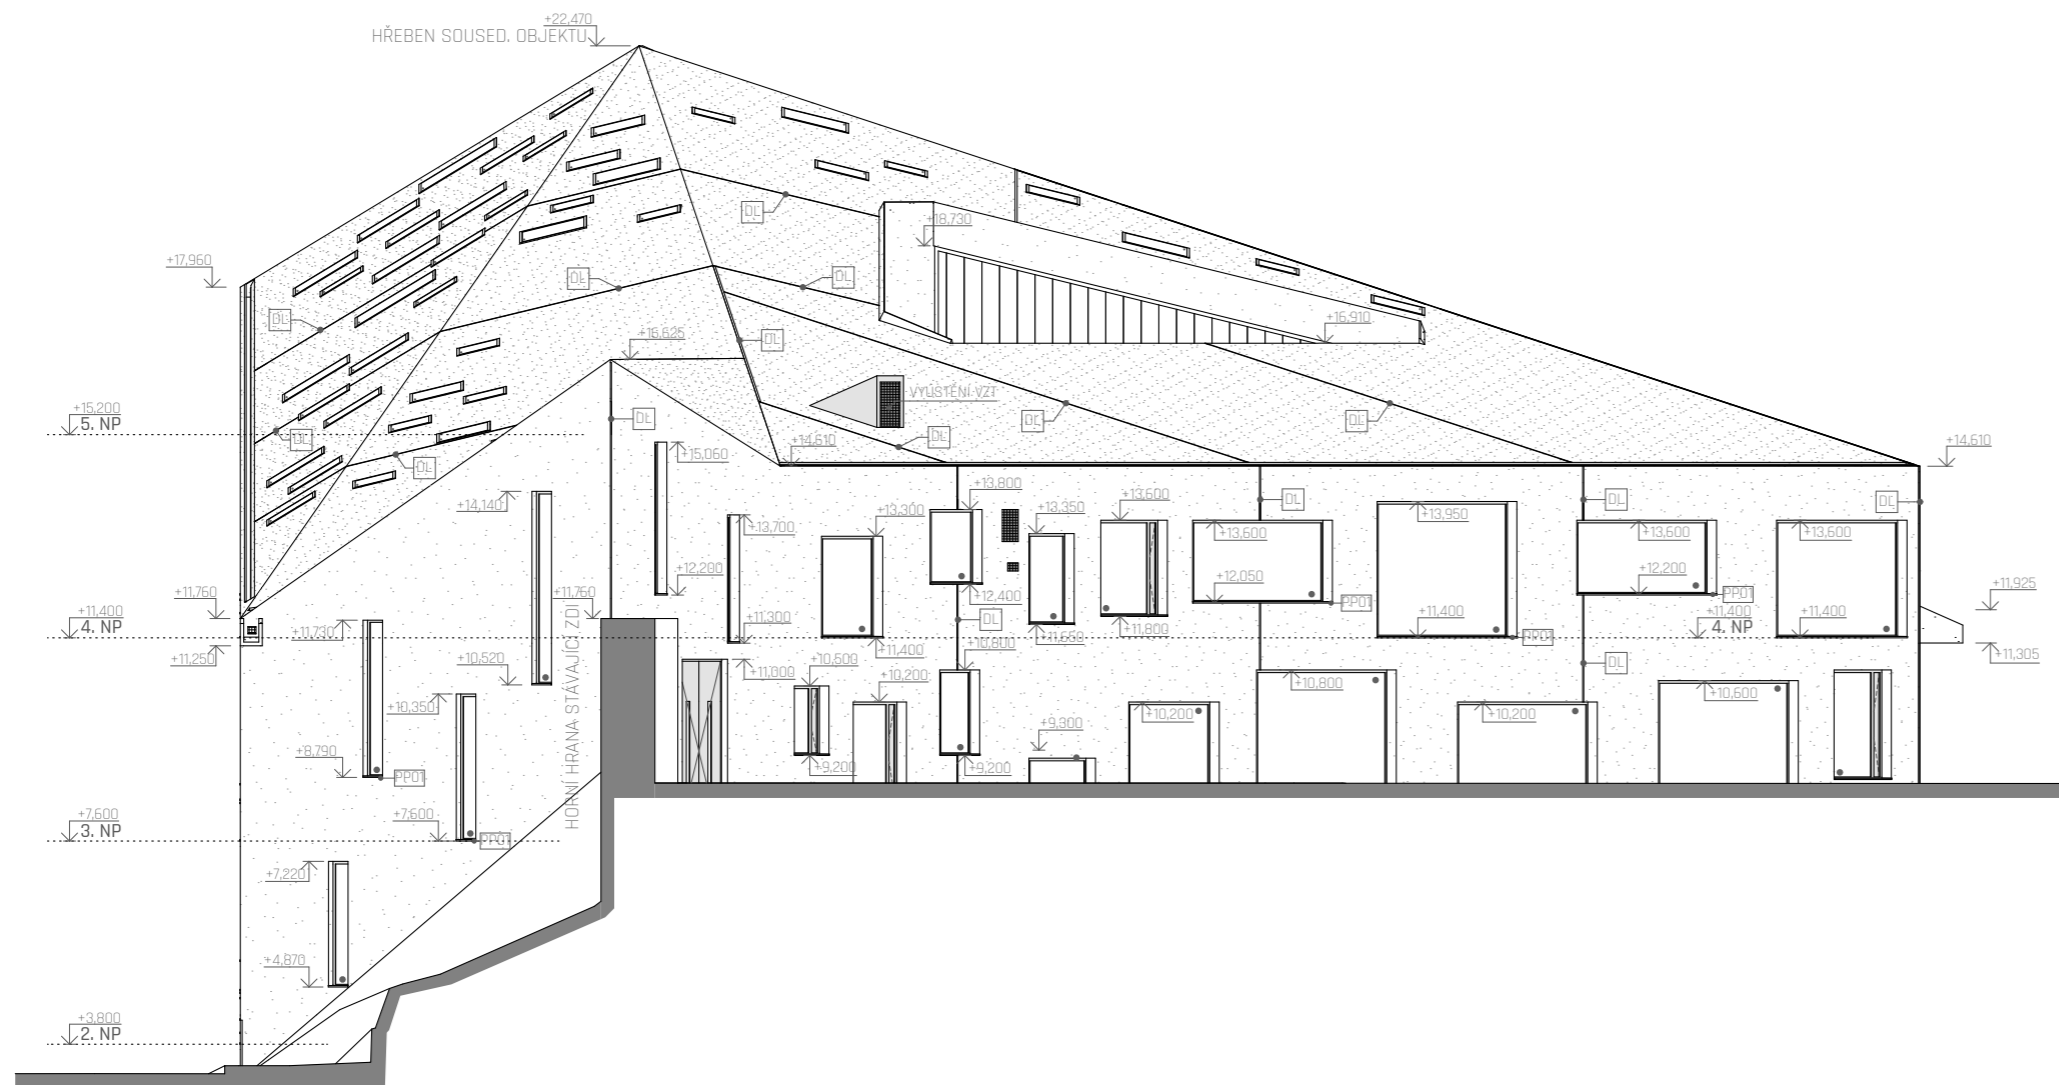 +22,470
HŘEBEN SOUSED. OBJEKTU
DL
+18,730
+17,960
DL
DL
DL
+16,910
+16,625
DL
VYÚSTĚNÍ VZT
+15,200
5. NP
DL
DL
DL
DL
DL
+14,610
+14,610
DL
+15,060
+14,140
+13,800
+13,600
DL
DL
DL
+13,300
+13,350
+13,950
+13,700
+13,600
+13,600
+13,600
+12,200
+12,050
+12,200
+11,760
+11,760
+12,400
PP01
PP01
+11,925
+11,400
4. NP
+11,730
+11,300
DL
+11,650
+11,800
+11,400
+11,400
4. NP
+11,400
+11,250
+11,400
PP01
+11,305
+10,520
+11,000
+10,600
+10,800
DL
HORNÍ HRANA STÁVAJÍCÍ ZDI
+10,350
+10,200
+10,800
+10,600
+10,200
+10,200
+9,300
+8,790
PP01
+9,200
+9,200
+7,600
3. NP
+7,600
PP01
+7,220
+4,870
+3,800
2. NP